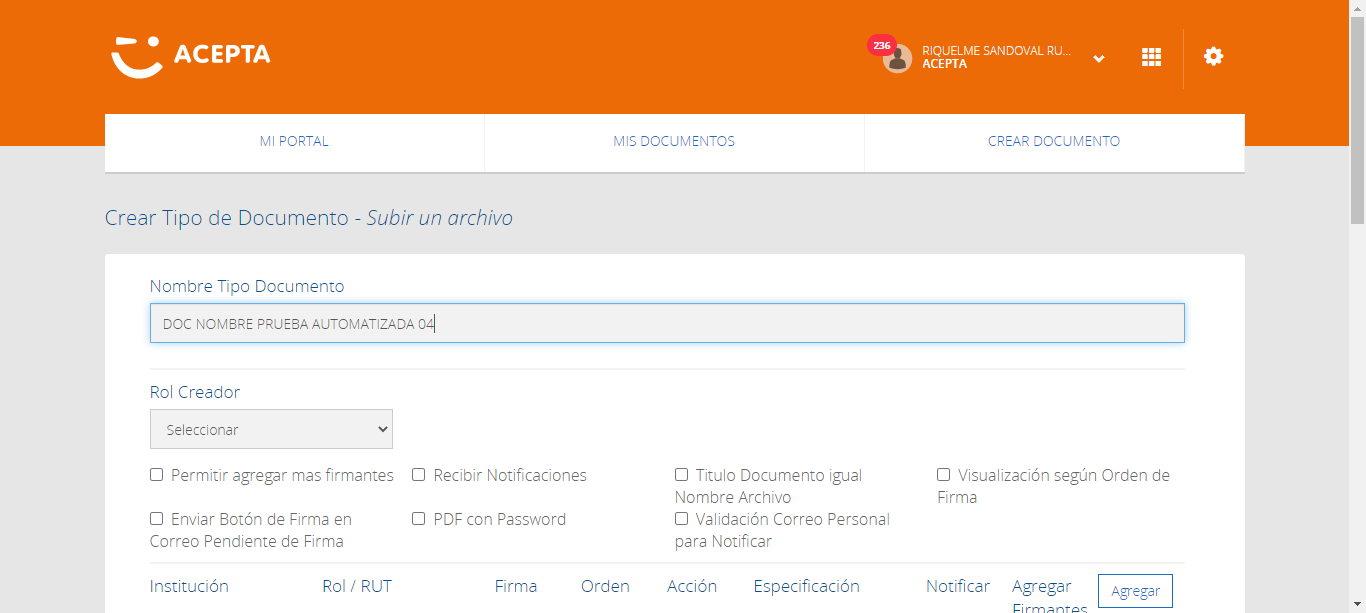 ACEPTA
236
RIQUELME SANDOVAL RU...
ACEPTA
MI PORTAL
MIS DOCUMENTOS
CREAR DOCUMENTO
Crear Tipo de Documento - Subir un archivo
Nombre Tipo Documento
DOC NOMBRE PRUEBA AUTOMATIZADA 04
Rol Creador
Seleccionar
Permitir agregar mas firmantes
Recibir Notificaciones
Titulo Documento igual
Nombre Archivo
Visualización según Orden de
Firma
Enviar Botón de Firma en
Correo Pendiente de Firma
PDF con Password
Validación Correo Personal
para Notificar
Institución
Rol / RUT
Firma
Orden
Acción
Especificación
Notificar
Agregar
Firmantes
Agregar